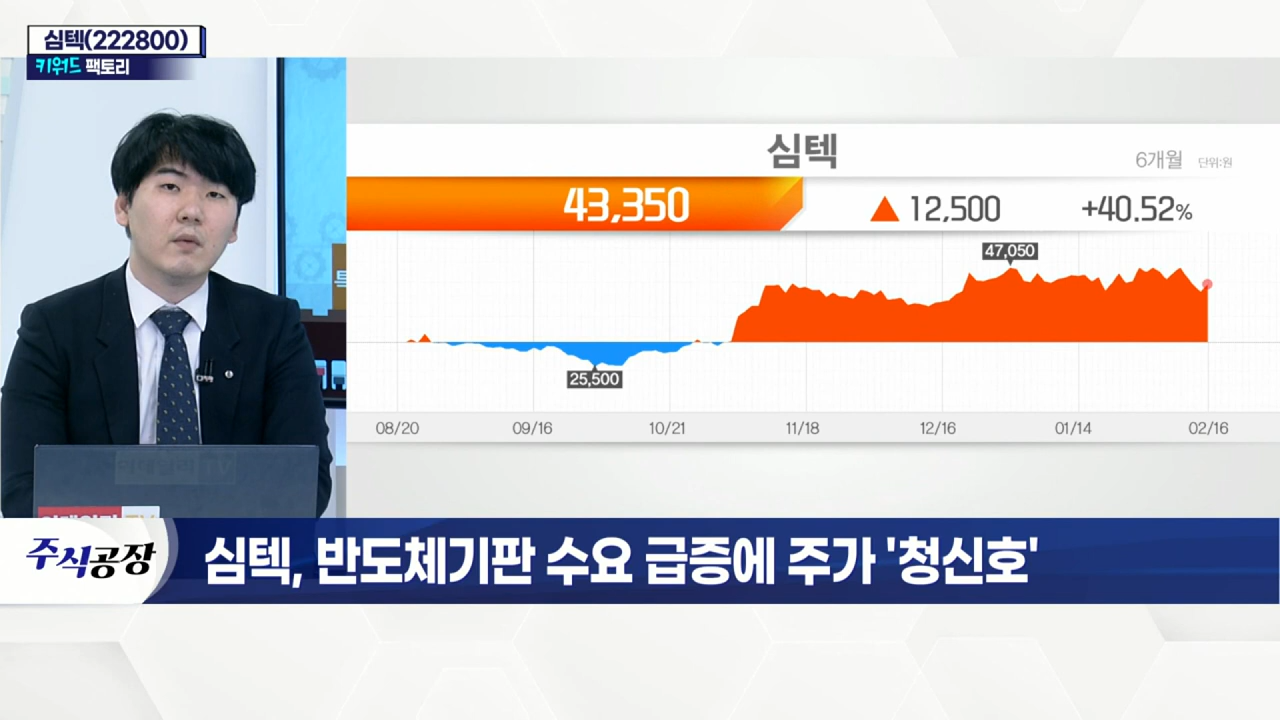 심텍(222800)
키워드 팩토리
심텍
6개월 단위:원
43,350 ▲ 12,500 +40.52%
47,050
25,500
08/20 09/16 10/21 11/18 12/16 01/14 02/16
주식공장
심텍, 반도체기판 수요 급증에 주가 '청신호'